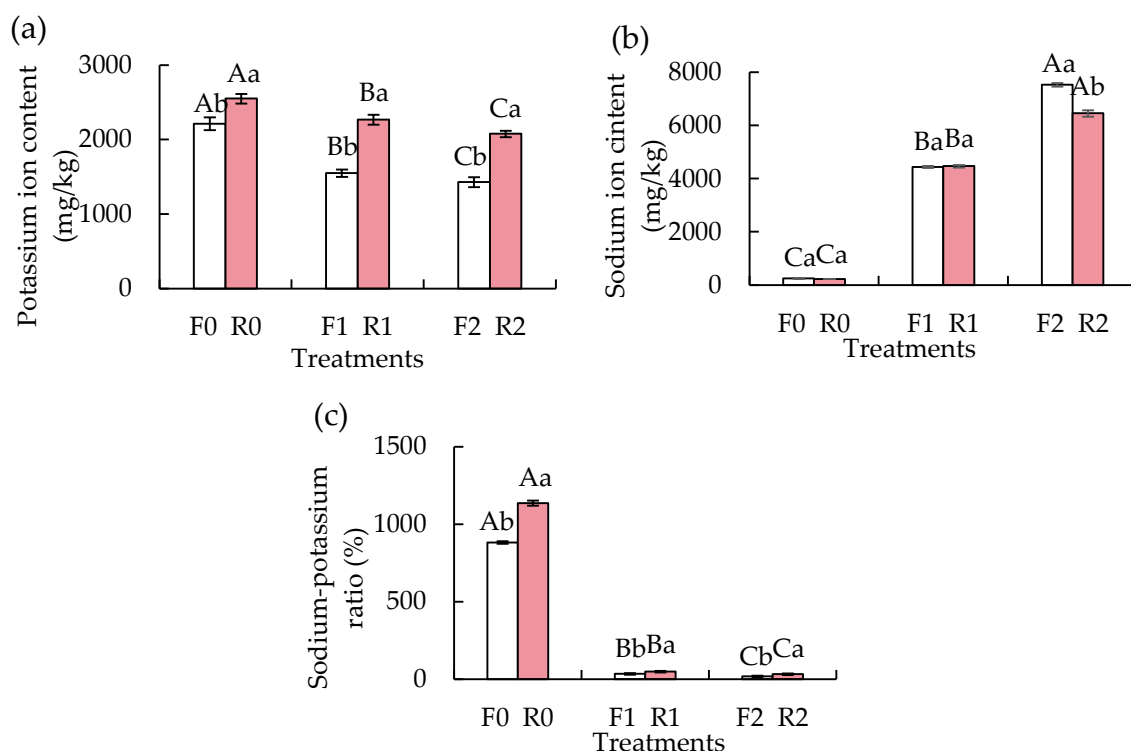 (a)
Potassium ion content
(mg/kg)
3000
2000
1000
0
Ab
Aa
Bb
Ba
Cb
Ca
F0 R0 F1 R1 F2 R2
Treatments
(b)
Sodium ion cintent
(mg/kg)
8000
6000
4000
2000
0
Ca Ca
Ba Ba
Aa
Ab
F0 R0 F1 R1 F2 R2
Treatments
(c)
Sodium-potassium
ratio (%)
1500
1000
500
0
Ab
Aa
Bb Ba
Cb Ca
F0 R0 F1 R1 F2 R2
Treatments